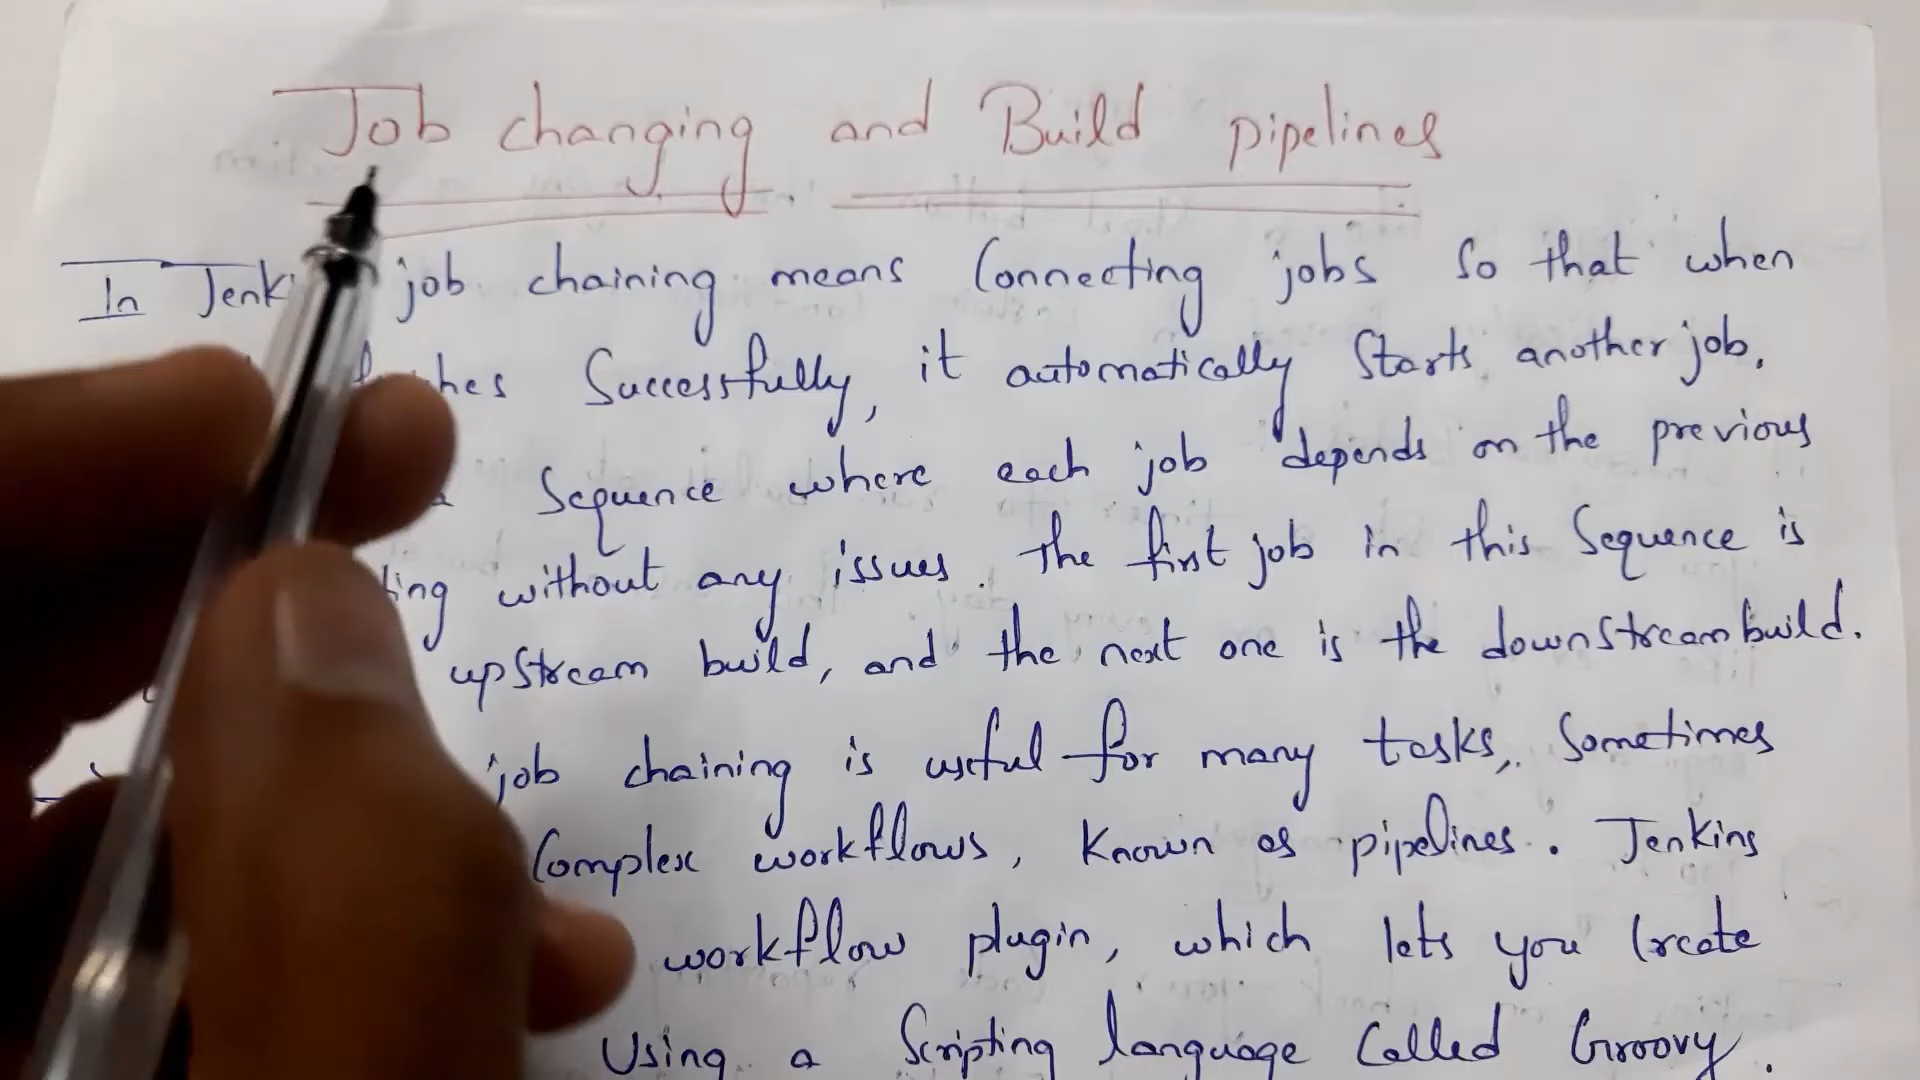 Job changing and Build pipelines
In job chaining means Connecting jobs So that when
Successfully, it automatically Starts another job.
Sequence where each job depends on the previous
without any issues. The first job in this Sequence is
upstream build, and the next one is the downstream build.
job chaining is useful for many tasks, Sometimes
Complex workflows, Known as pipelines. Jenkins
workflow plugin, which lets you Create
Using a Scripting language Called Groovy.